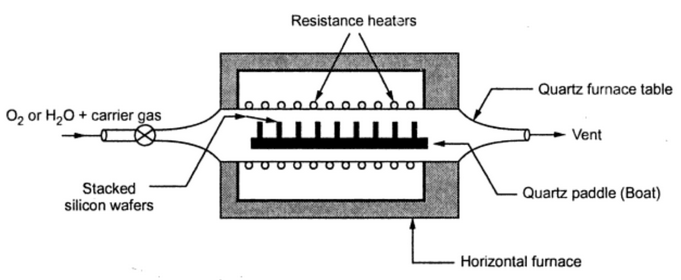 Resistance heaters
Quartz furnace table
O₂ or H₂O + carrier gas
Vent
Stacked
silicon wafers
Quartz paddle (Boat)
Horizontal furnace